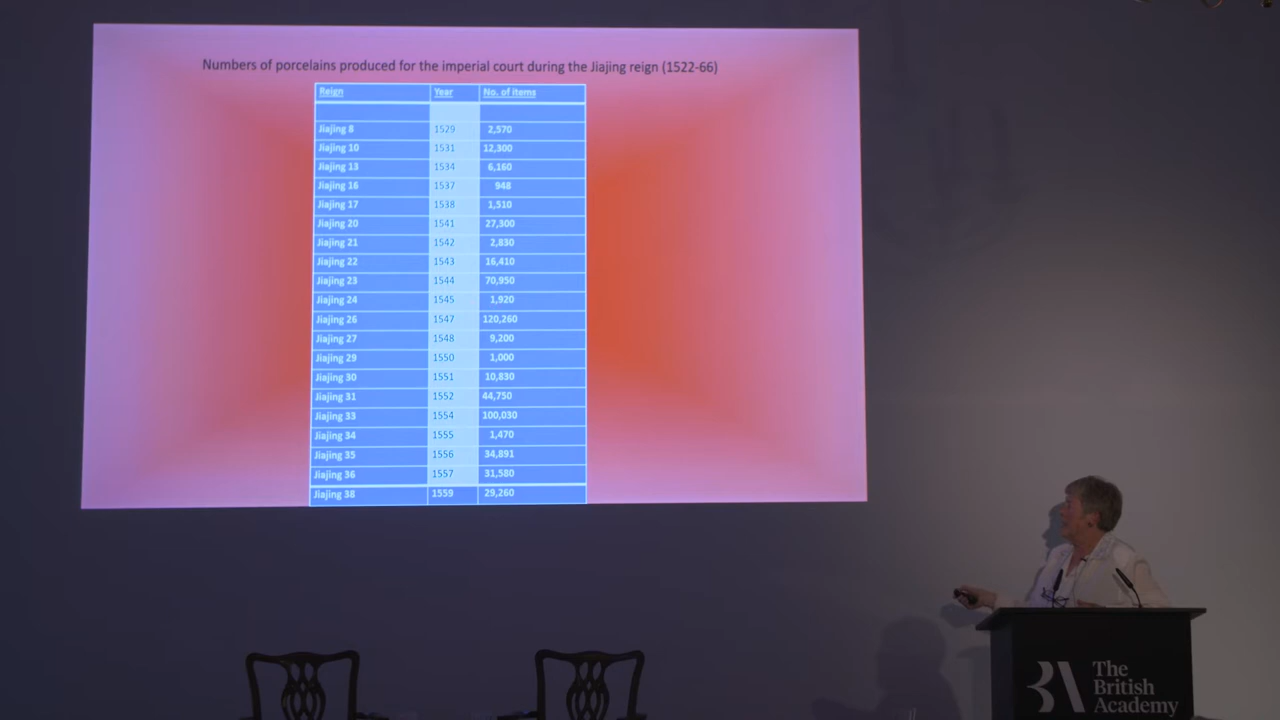 Numbers of porcelains produced for the imperial court during the Jiajing reign (1522-66)
Reign Year No. of items
Jiajing 8 1529 2,570
Jiajing 10 1531 12,300
Jiajing 13 1534 6,160
Jiajing 16 1537 948
Jiajing 17 1538 1,510
Jiajing 20 1541 27,300
Jiajing 21 1542 2,830
Jiajing 22 1543 16,410
Jiajing 23 1544 70,950
Jiajing 24 1545 1,920
Jiajing 26 1547 120,260
Jiajing 27 1548 9,200
Jiajing 29 1550 1,000
Jiajing 30 1551 10,830
Jiajing 31 1552 44,750
Jiajing 33 1554 100,030
Jiajing 34 1555 1,470
Jiajing 35 1556 34,891
Jiajing 36 1557 31,580
Jiajing 38 1559 29,260
BA
The
British
Academy